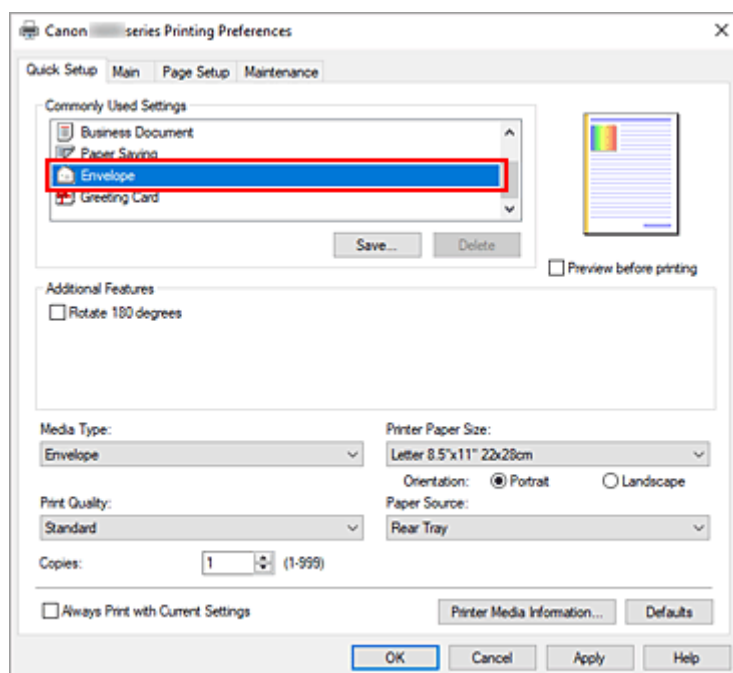 Canon series Printing Preferences
Quick Setup Main Page Setup Maintenance
Commonly Used Settings
Business Document
Paper Saving
Envelope
Greeting Card
Save... Delete
Preview before printing
Additional Features
Rotate 180 degrees
Media Type: Printer Paper Size:
Envelope Letter 8.5"x11" 22x28cm
Orientation: Portrait Landscape
Print Quality: Paper Source:
Standard Rear Tray
Copies: 1 (1-999)
Always Print with Current Settings Printer Media Information... Defaults
OK Cancel Apply Help